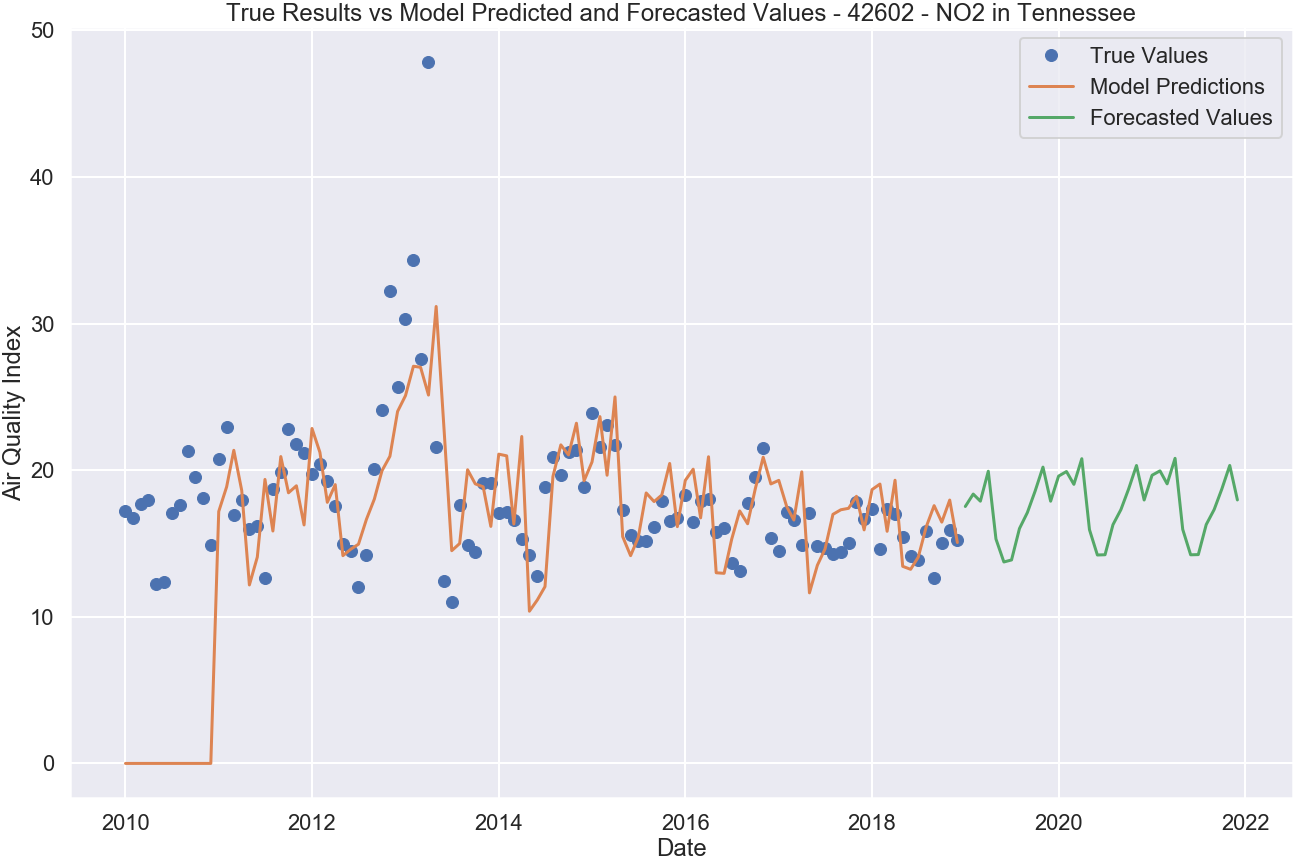 True Results vs Model Predicted and Forecasted Values - 42602 - NO2 in Tennessee
True Values
Model Predictions
Forecasted Values
Air Quality Index
50
40
30
20
10
0
2010 2012 2014 2016 2018 2020 2022
Date